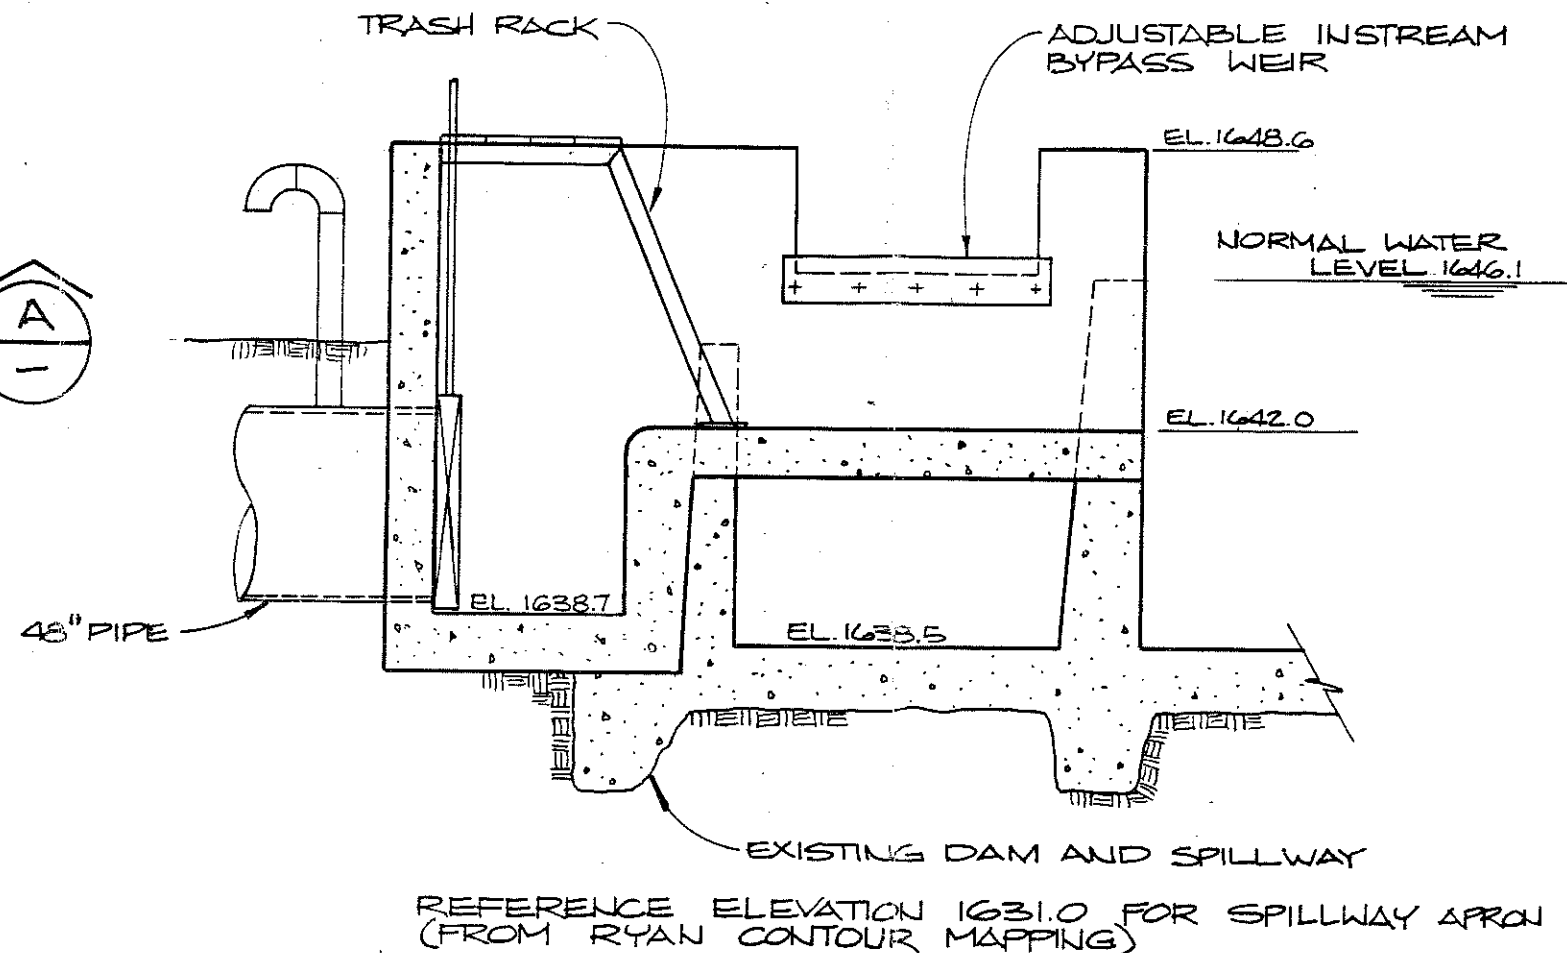 TRASH RACK
ADJUSTABLE INSTREAM
BYPASS WEIR
EL. 1648.6
NORMAL WATER
LEVEL 1646.1
A
EL. 1642.0
EL. 1638.7
48" PIPE
EL. 1638.5
EXISTING DAM AND SPILLWAY
REFERENCE ELEVATION 1631.0 FOR SPILLWAY APRON
(FROM RYAN CONTOUR MAPPING)